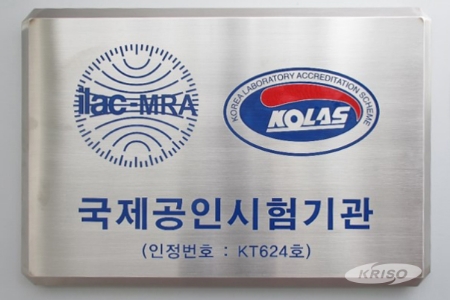 ilac-MRA
KOREA LABORATORY ACCREDITATION SCHEME
KOLAS
국제공인시험기관
(인정번호 : KT624호)
KRISO